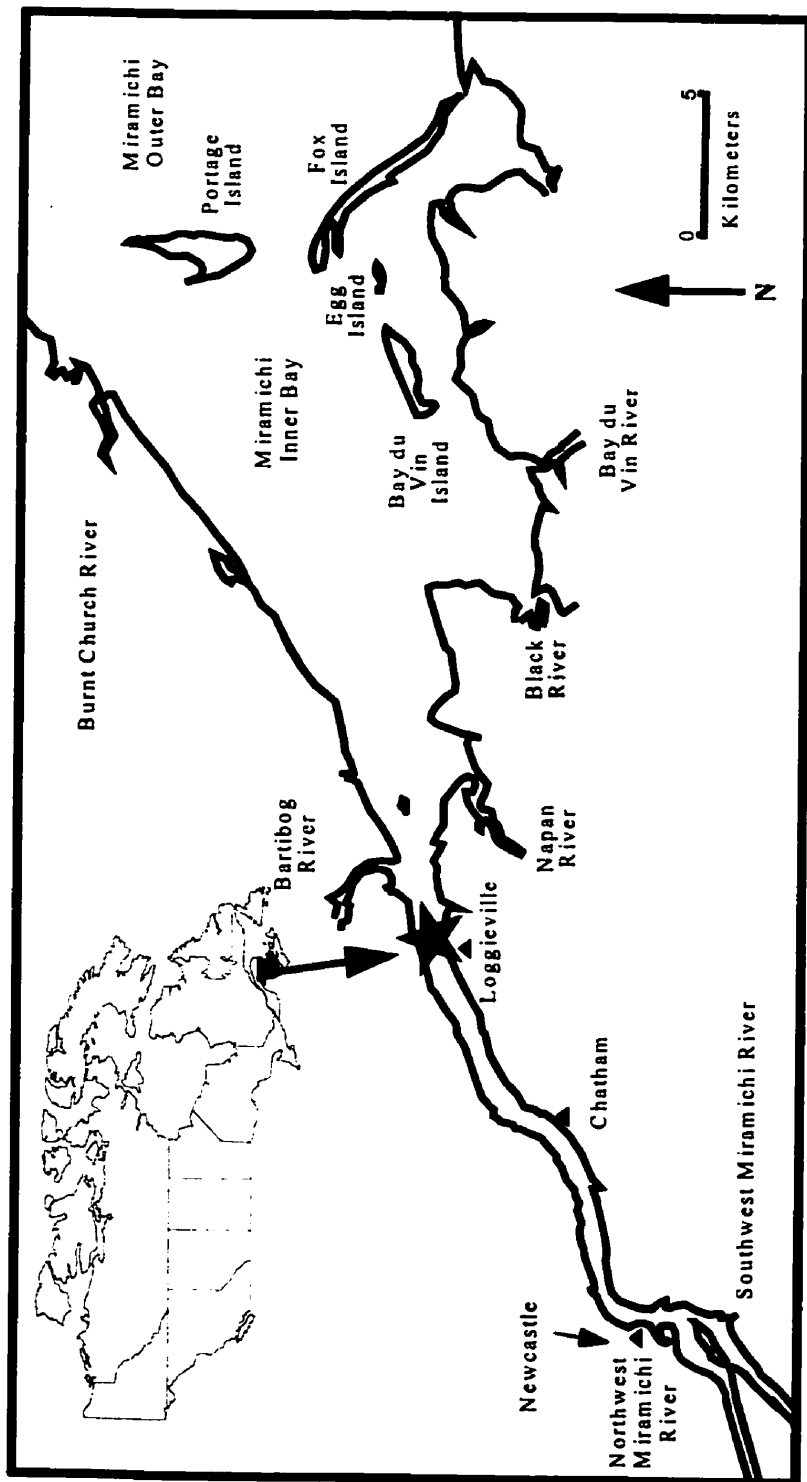 Miramichi
Outer Bay
Portage
Island
Fox
Island
Egg
Island
Miramichi
Inner Bay
Bay du
Vin
Island
Burnt Church River
Bartibog
River
Bay du
Vin River
Black
River
Napan
River
Loggieville
Chatham
Newcastle
Northwest
Miramichi
River
Southwest Miramichi River
0
5
Kilometers
N